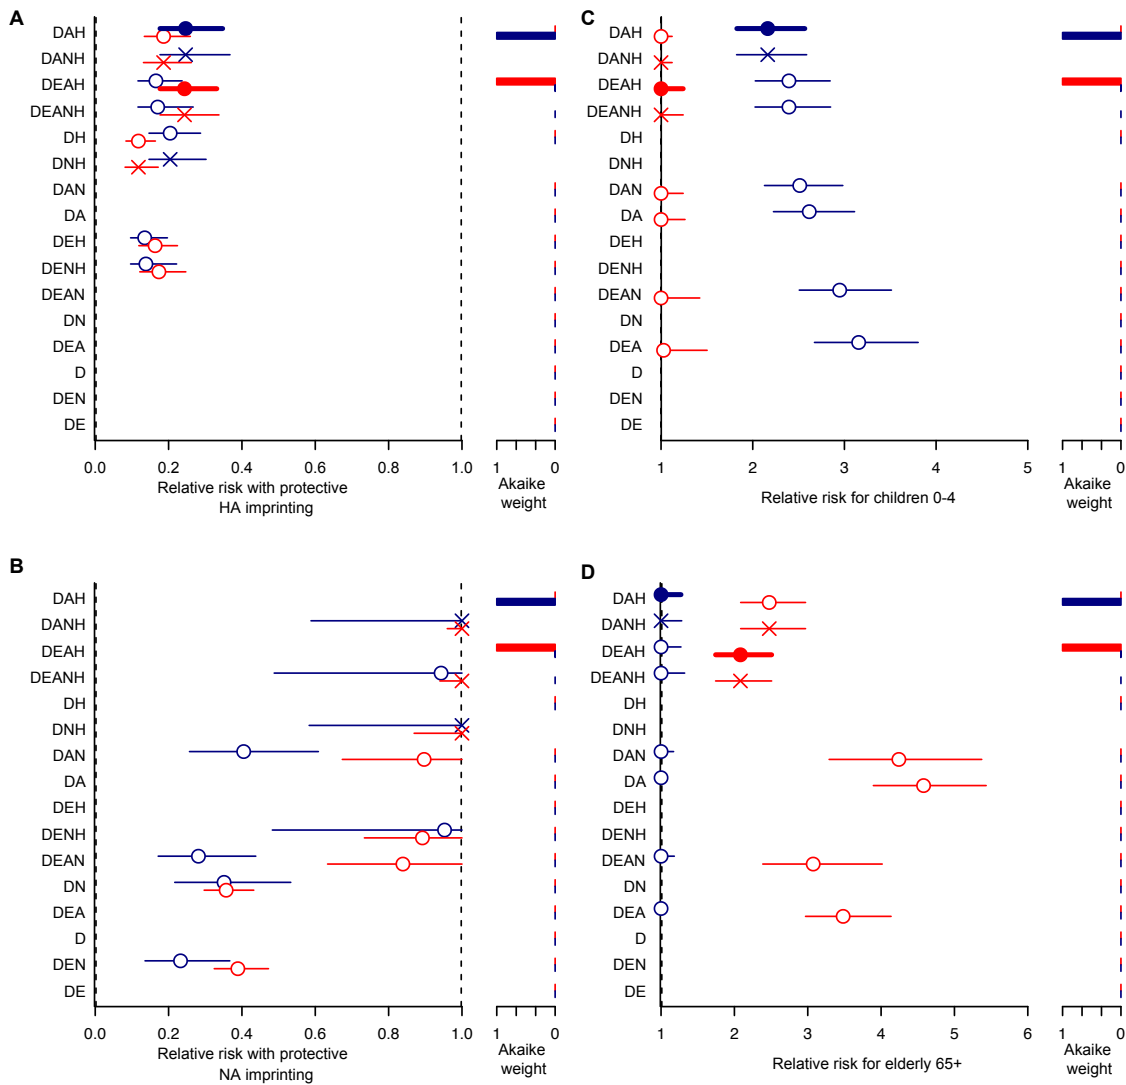 A
DAH
DANH
DEAH
DEANH
DH
DNH
DAN
DA
DEH
DENH
DEAN
DN
DEA
D
DEN
DE
0.0 0.2 0.4 0.6 0.8 1.0
Relative risk with protective
HA imprinting
1 0
Akaike
weight
C
DAH
DANH
DEAH
DEANH
DH
DNH
DAN
DA
DEH
DENH
DEAN
DN
DEA
D
DEN
DE
1 2 3 4 5
Relative risk for children 0-4
1 0
Akaike
weight
B
DAH
DANH
DEAH
DEANH
DH
DNH
DAN
DA
DEH
DENH
DEAN
DN
DEA
D
DEN
DE
0.0 0.2 0.4 0.6 0.8 1.0
Relative risk with protective
NA imprinting
1 0
Akaike
weight
D
DAH
DANH
DEAH
DEANH
DH
DNH
DAN
DA
DEH
DENH
DEAN
DN
DEA
D
DEN
DE
1 2 3 4 5 6
Relative risk for elderly 65+
1 0
Akaike
weight